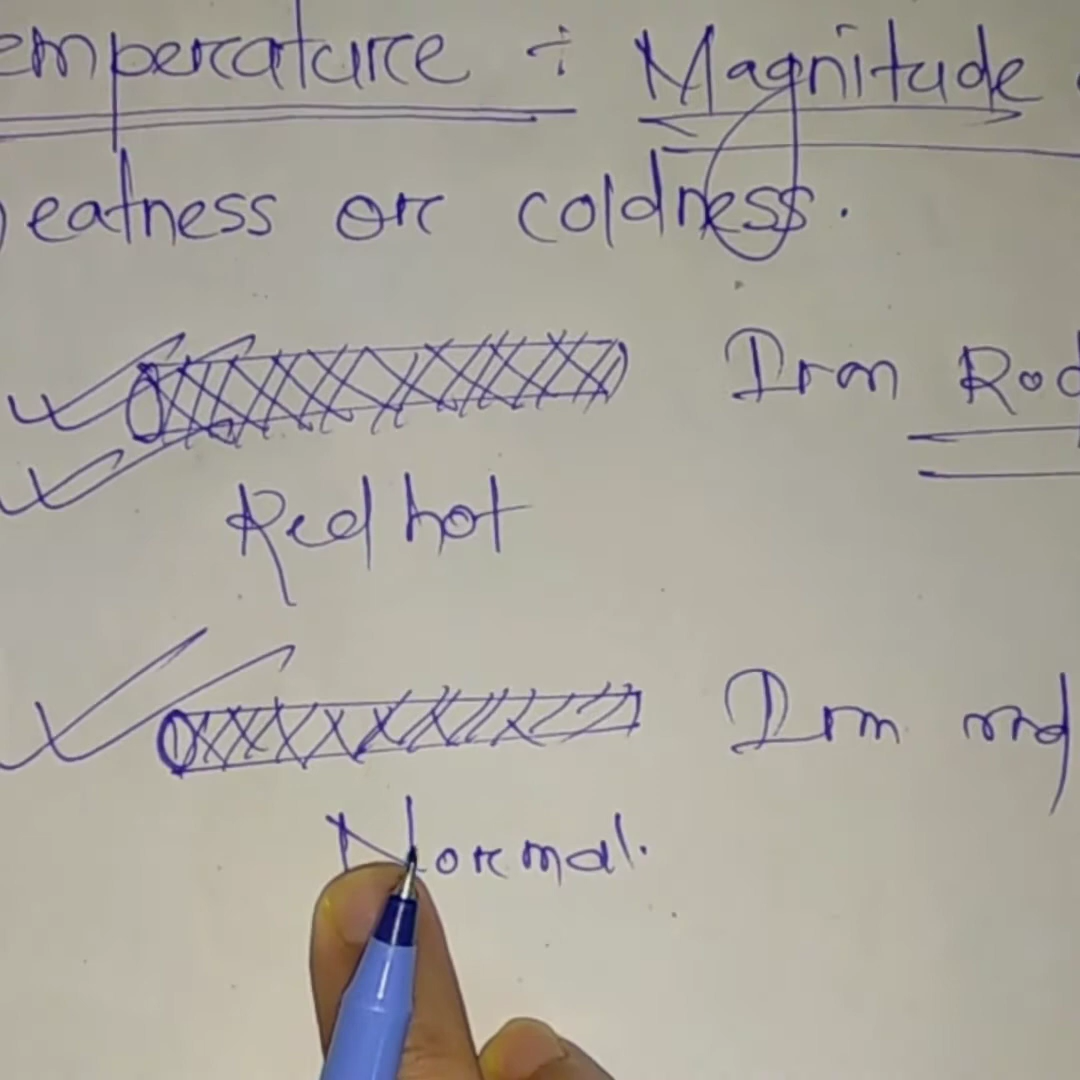 emperature ÷ Magnitude
eatness or coldness.
Iron Rod
Red hot
Iron rod
Normal.